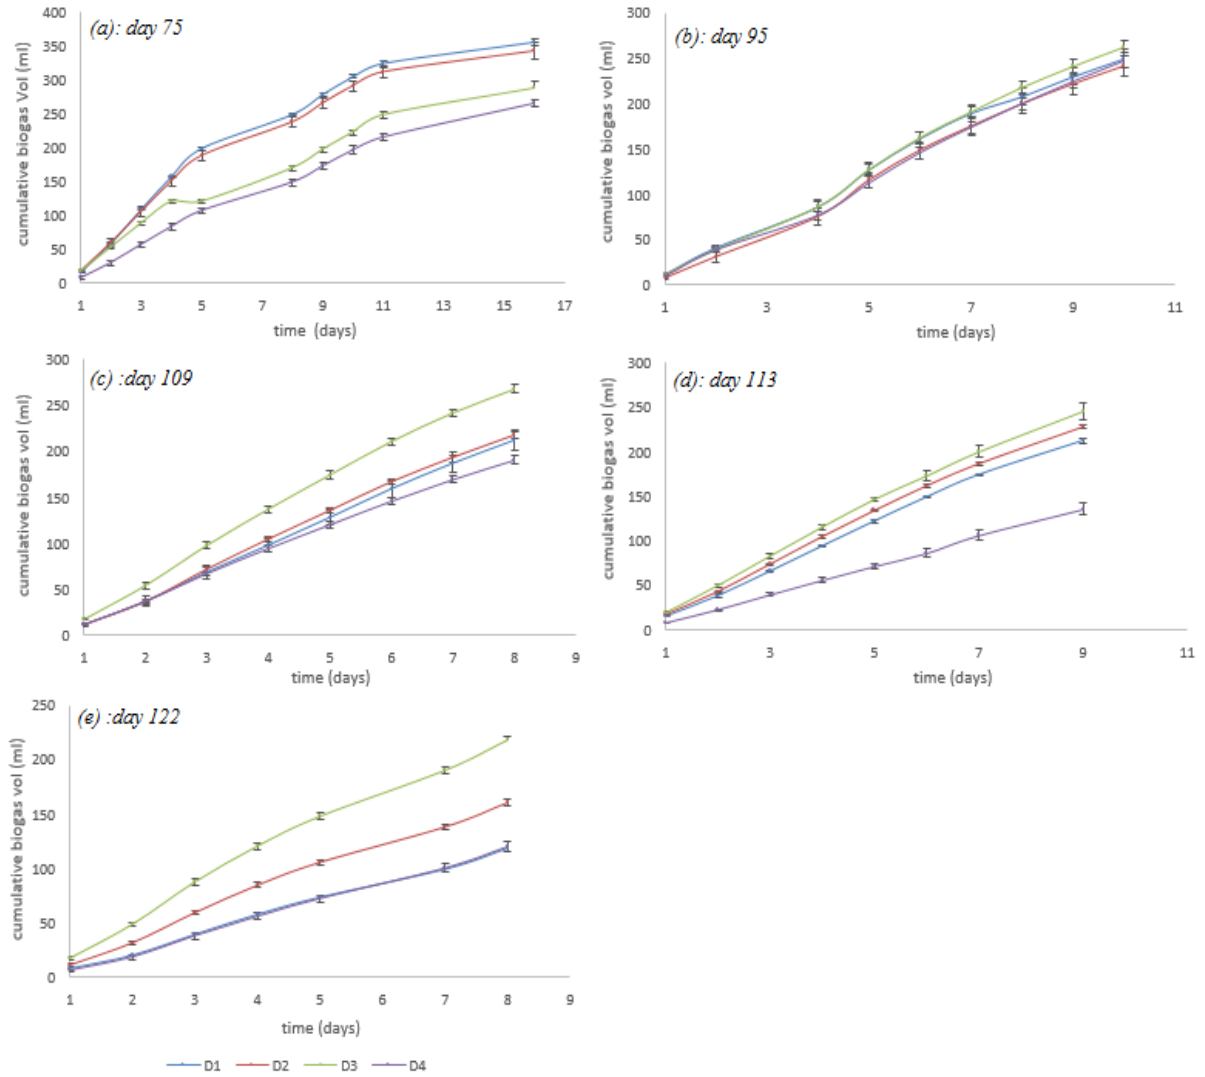 (a): day 75
cumulative biogas Vol (ml)
400
350
300
250
200
150
100
50
0
1 3 5 7 9 11 13 15 17
time (days)
(b): day 95
cumulative biogas vol (ml)
300
250
200
150
100
50
0
1 3 5 7 9 11
time (days)
(c) :day 109
cumulative biogas vol (ml)
300
250
200
150
100
50
0
1 2 3 4 5 6 7 8 9
time (days)
(d): day 113
cumulative biogas vol (ml)
300
250
200
150
100
50
0
1 3 5 7 9 11
time (days)
(e) :day 122
cumulative biogas vol (ml)
250
200
150
100
50
0
1 2 3 4 5 6 7 8 9
time (days)
D1 D2 D3 D4